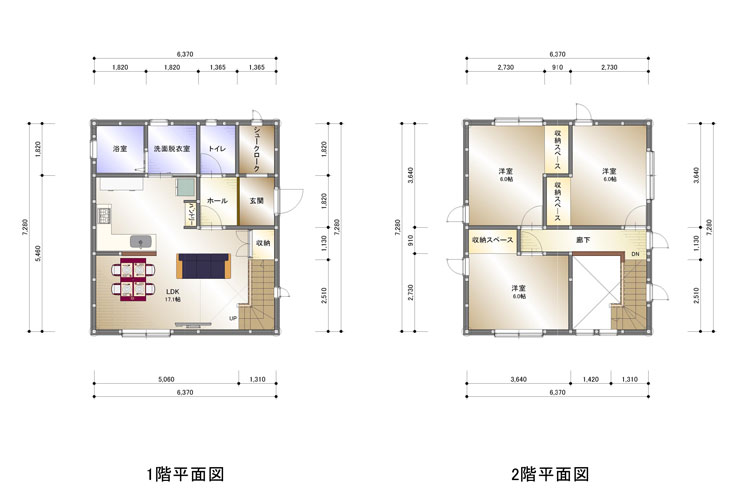 6,370
1,820 1,820 1,365 1,365
7,280
1,820
5,460
浴室
洗面脱衣室
トイレ
シュークローク
ホール
玄関
収納
LDK
17.1帖
UP
1,820
1,820
1,130
2,510
7,280
5,060 1,310
6,370
1階平面図
6,370
2,730 910 2,730
7,280
3,640
910
2,730
洋室
6.0帖
収納スペース
収納スペース
洋室
6.0帖
収納スペース
廊下
DN
洋室
6.0帖
3,640
1,130
2,510
7,280
3,640 1,420 1,310
6,370
2階平面図